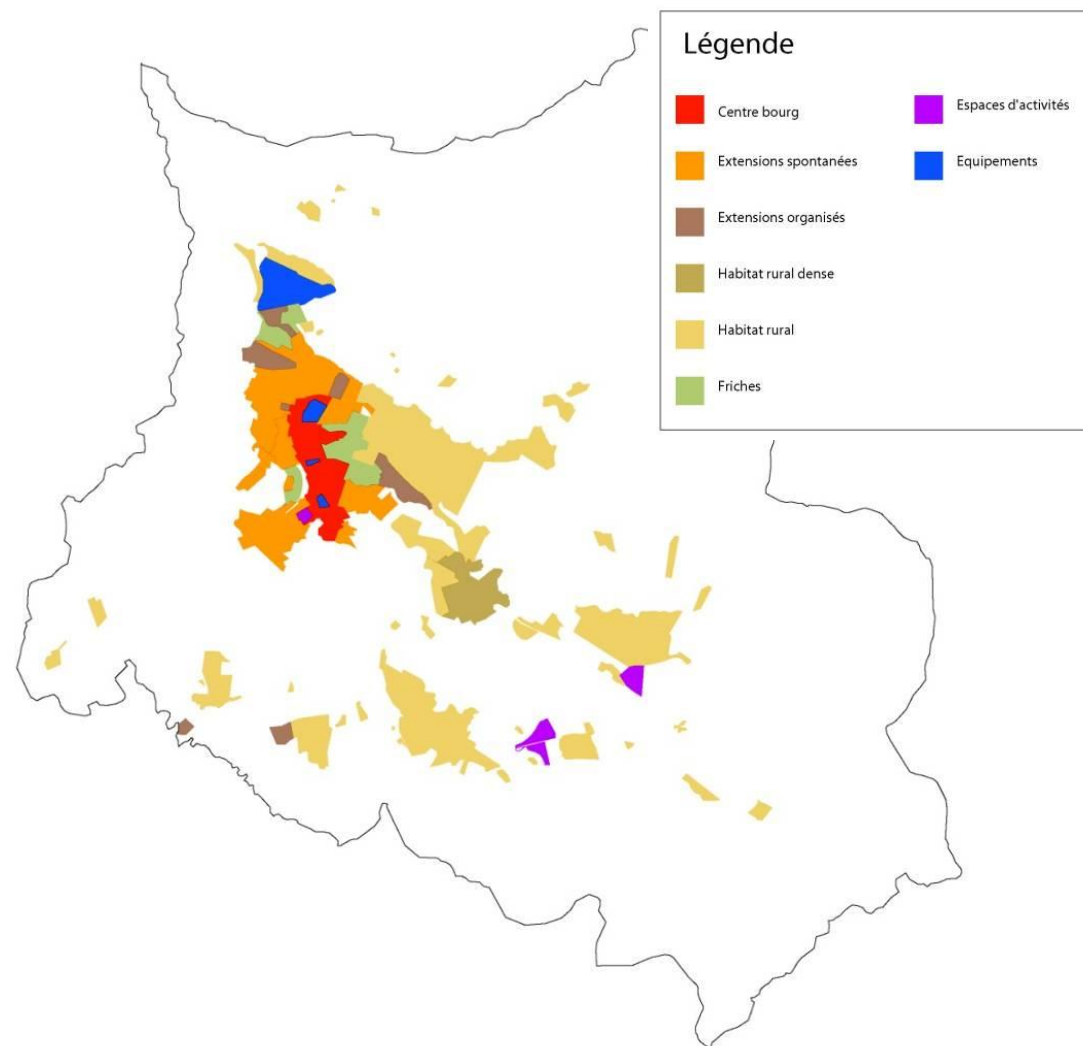 Légende
Centre bourg
Extensions spontanées
Extensions organisés
Habitat rural dense
Habitat rural
Friches
Espaces d'activités
Equipements